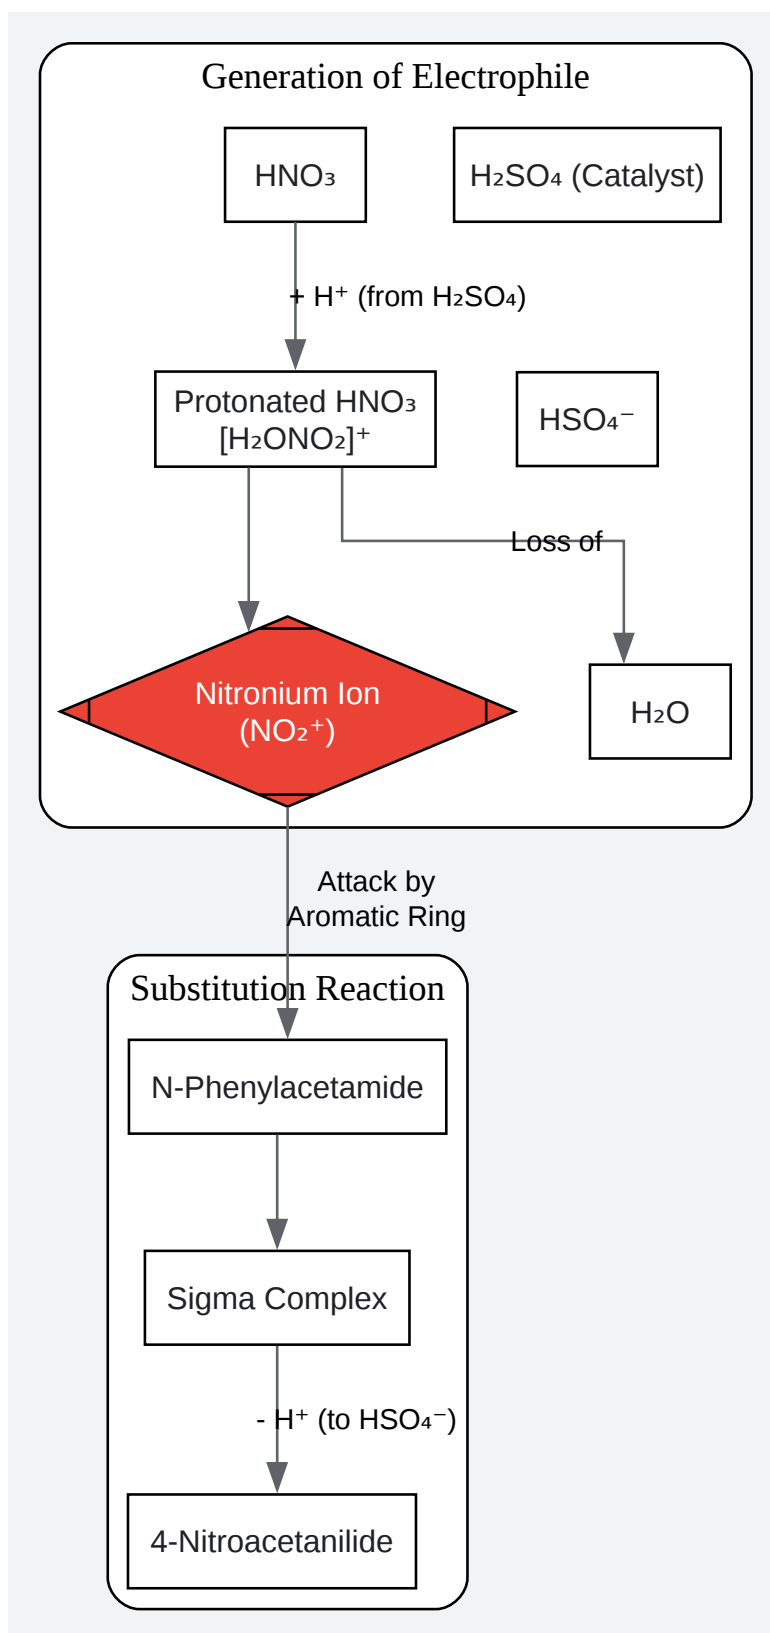 Generation of Electrophile
HNO₃
H₂SO₄ (Catalyst)
+ H⁺ (from H₂SO₄)
Protonated HNO₃
[H₂ONO₂]⁺
HSO₄⁻
Loss of
Nitronium Ion
(NO₂⁺)
H₂O
Attack by
Aromatic Ring
Substitution Reaction
N-Phenylacetamide
Sigma Complex
- H⁺ (to HSO₄⁻)
4-Nitroacetanilide